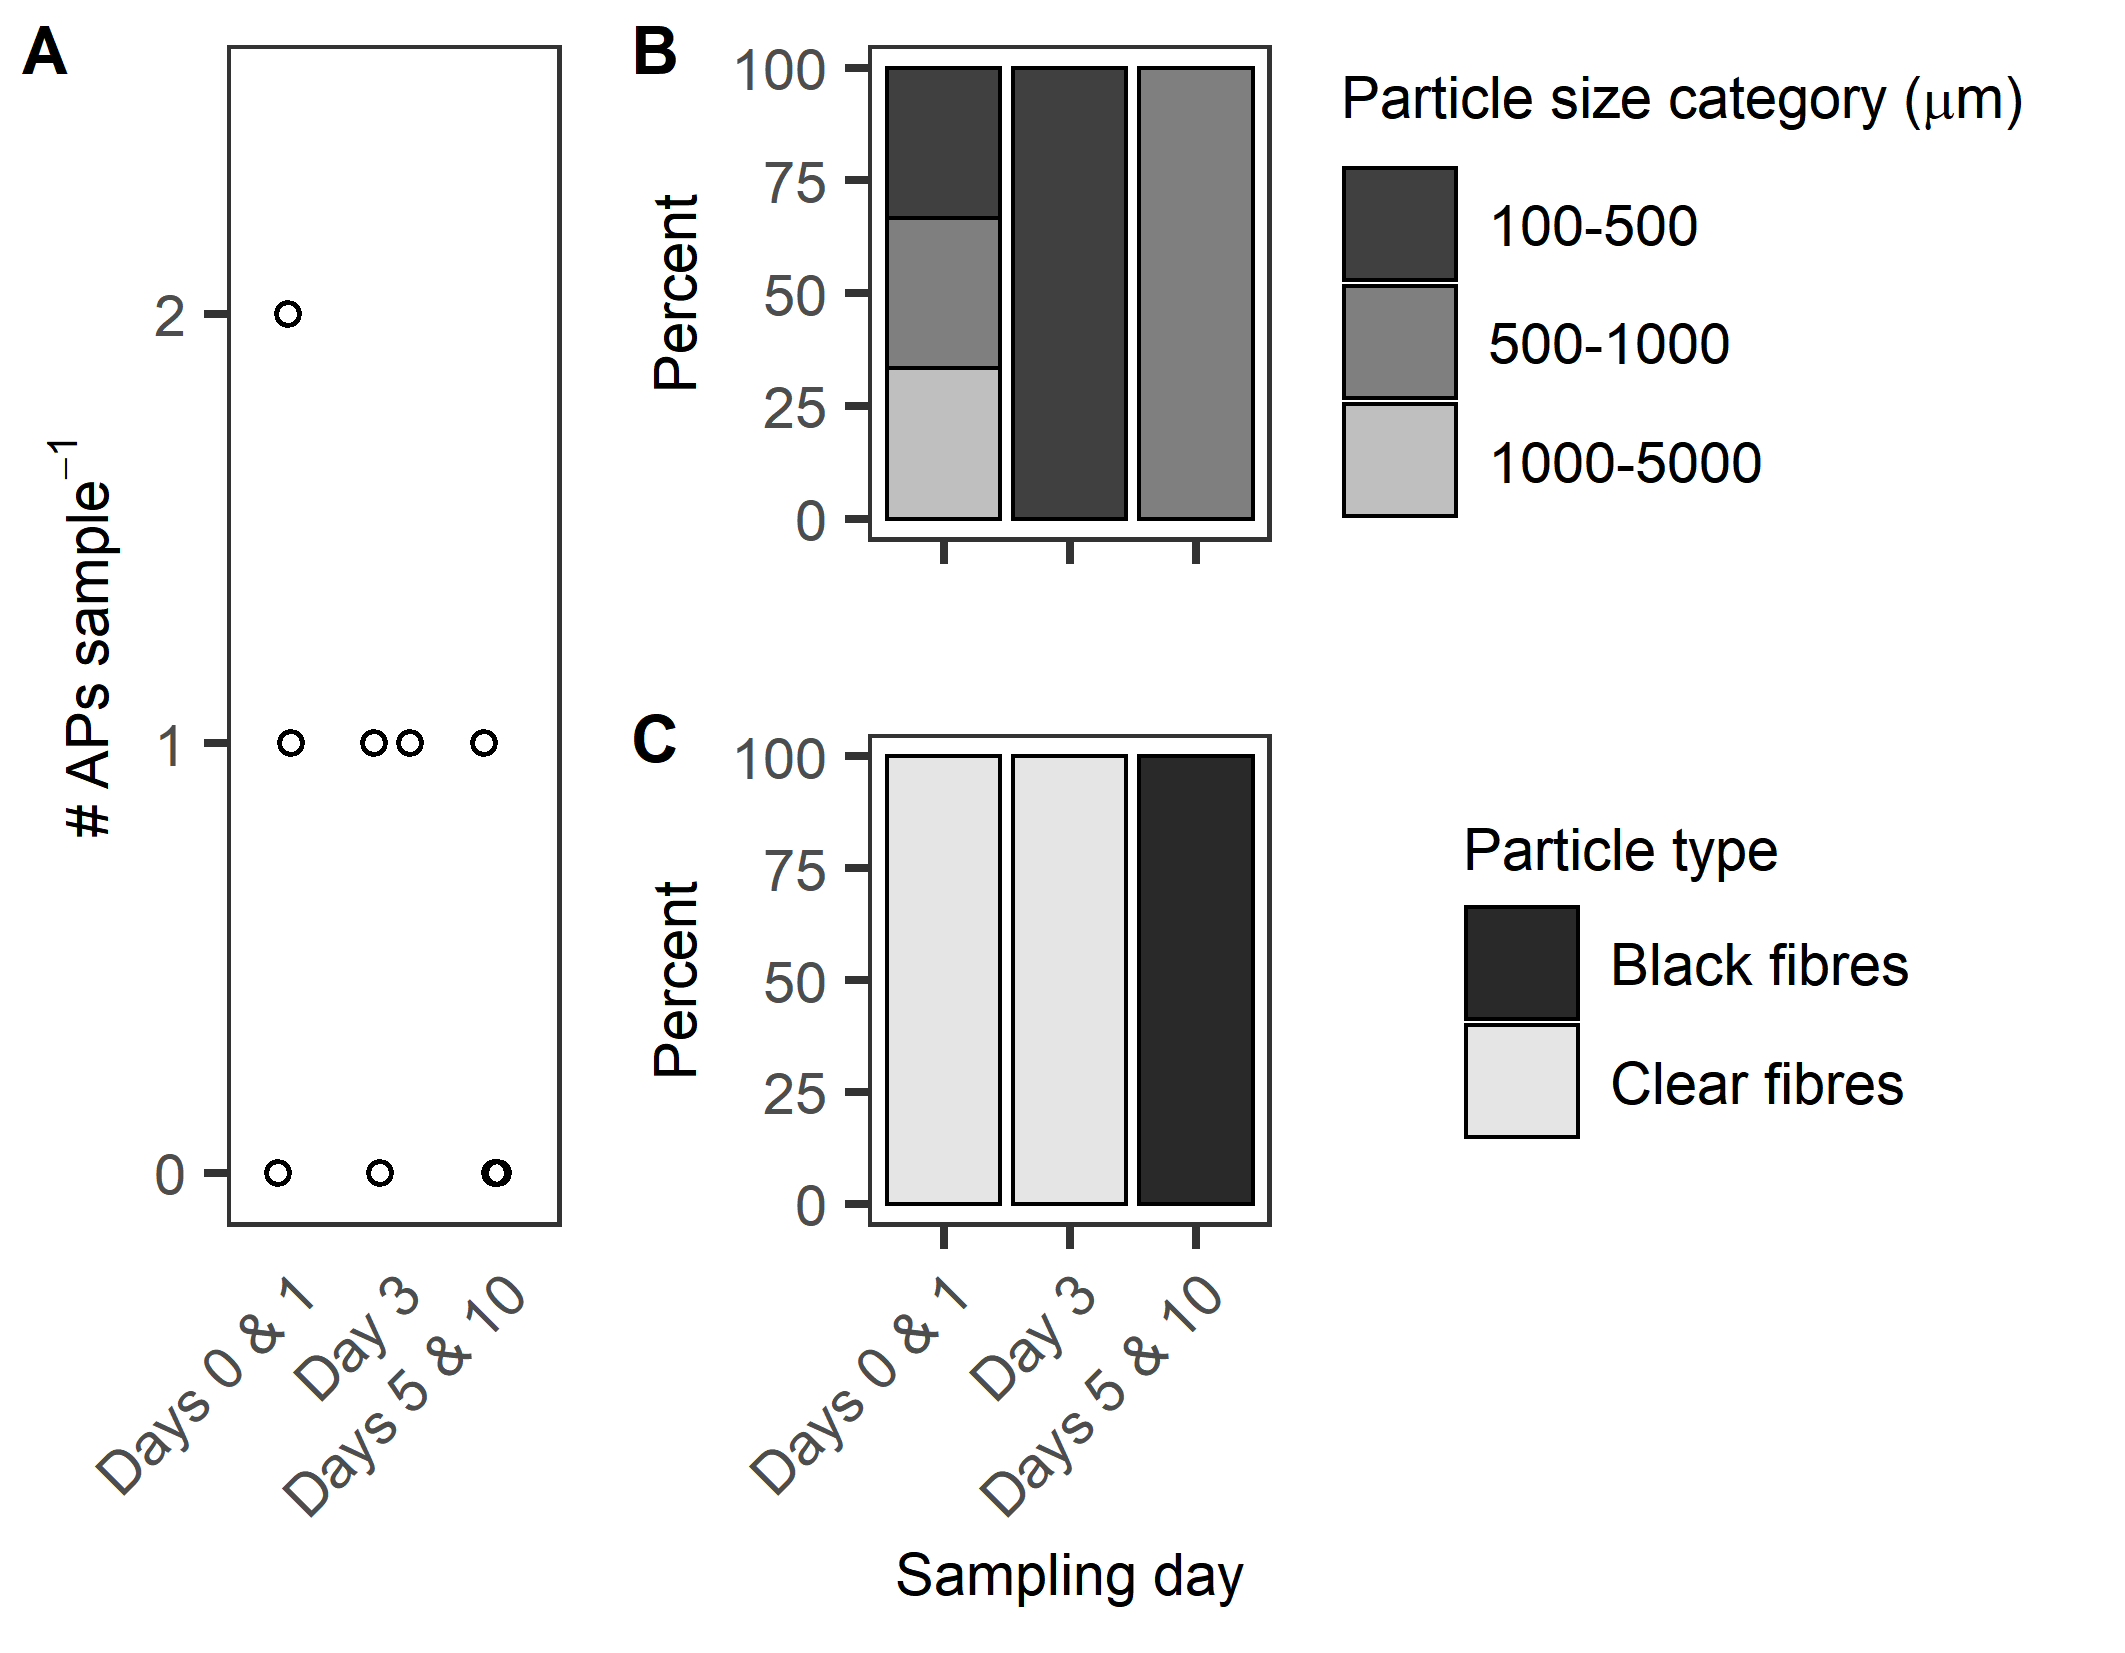 A
# APs sample⁻¹
2
1
0
Days 0 & 1
Day 3
Days 5 & 10
B
Percent
100
75
50
25
0
Particle size category (μm)
100-500
500-1000
1000-5000
C
Percent
100
75
50
25
0
Days 0 & 1
Day 3
Days 5 & 10
Sampling day
Particle type
Black fibres
Clear fibres